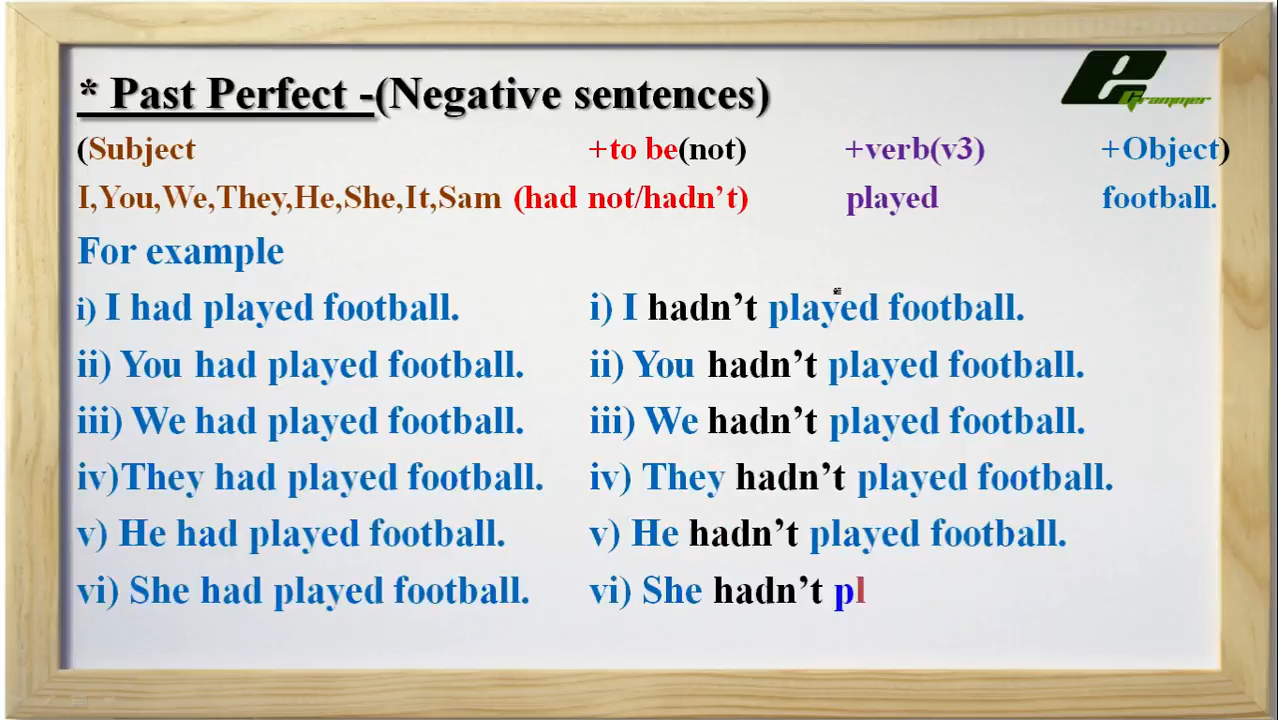 * Past Perfect -(Negative sentences)
e Grammer
(Subject +to be(not) +verb(v3) +Object)
I,You,We,They,He,She,It,Sam (had not/hadn’t) played football.
For example
i) I had played football. i) I hadn’t played football.
ii) You had played football. ii) You hadn’t played football.
iii) We had played football. iii) We hadn’t played football.
iv)They had played football. iv) They hadn’t played football.
v) He had played football. v) He hadn’t played football.
vi) She had played football. vi) She hadn’t pl